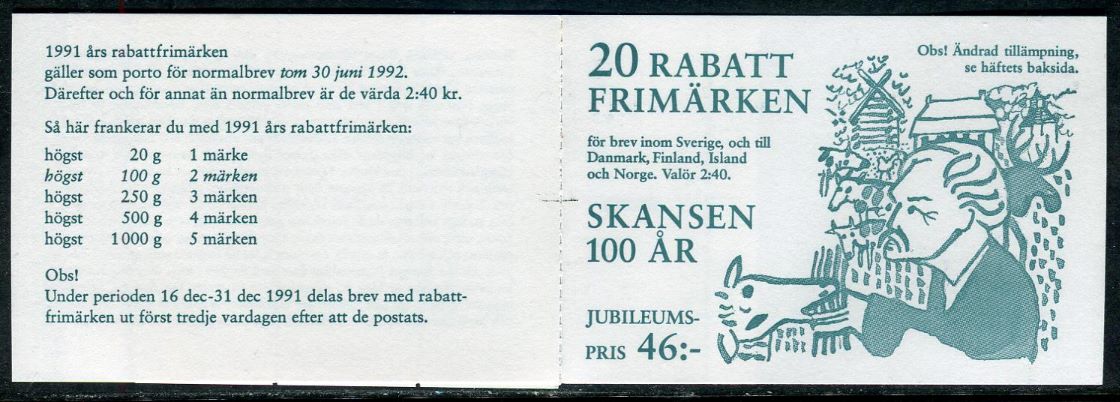 1991 års rabattfrimärken
gäller som porto för normalbrev tom 30 juni 1992.
Därefter och för annat än normalbrev är de värda 2:40 kr.
Så här frankerar du med 1991 års rabattfrimärken:
högst 20 g 1 märke
högst 100 g 2 märken
högst 250 g 3 märken
högst 500 g 4 märken
högst 1000 g 5 märken
Obs!
Under perioden 16 dec-31 dec 1991 delas brev med rabatt-
frimärken ut först tredje vardagen efter att de postats.
20 RABATT
FRIMÄRKEN
Obs! Ändrad tillämpning,
se häftets baksida.
för brev inom Sverige, och till
Danmark, Finland, Island
och Norge. Valör 2:40.
SKANSEN
100 ÅR
JUBILEUMS-
PRIS 46:-